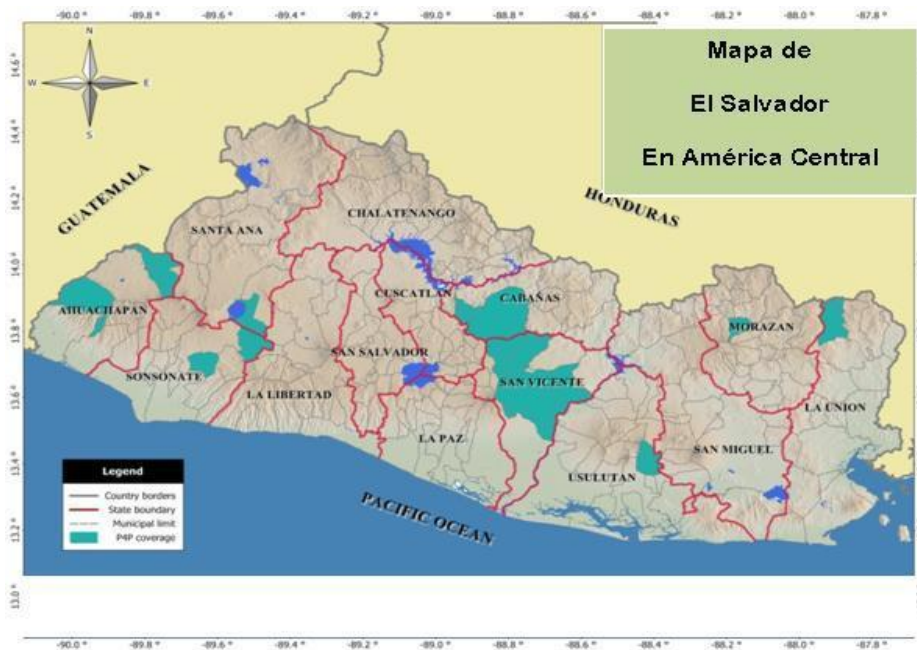 -90.0 °
-89.8 °
-89.6 °
-89.4 °
-89.2 °
-89.0 °
-88.8 °
-88.6 °
-88.4 °
-88.2 °
-88.0 °
-87.8 °
Mapa de
El Salvador
En América Central
N
W E
S
14.6 °
14.4 °
14.2 °
14.0 °
13.8 °
13.6 °
13.4 °
13.2 °
13.0 °
GUATEMALA
HONDURAS
CHALATENANGO
SANTA ANA
CUSCATLAN
CABAÑAS
AHUACHAPAN
MORAZAN
SAN SALVADOR
SONSONATE
SAN VICENTE
LA LIBERTAD
LA UNION
LA PAZ
SAN MIGUEL
USULUTAN
PACIFIC OCEAN
Legend
Country borders
State boundary
Municipal limit
P4P coverage
-90.0 °
-89.8 °
-89.6 °
-89.4 °
-89.2 °
-89.0 °
-88.8 °
-88.6 °
-88.4 °
-88.2 °
-88.0 °
-87.8 °